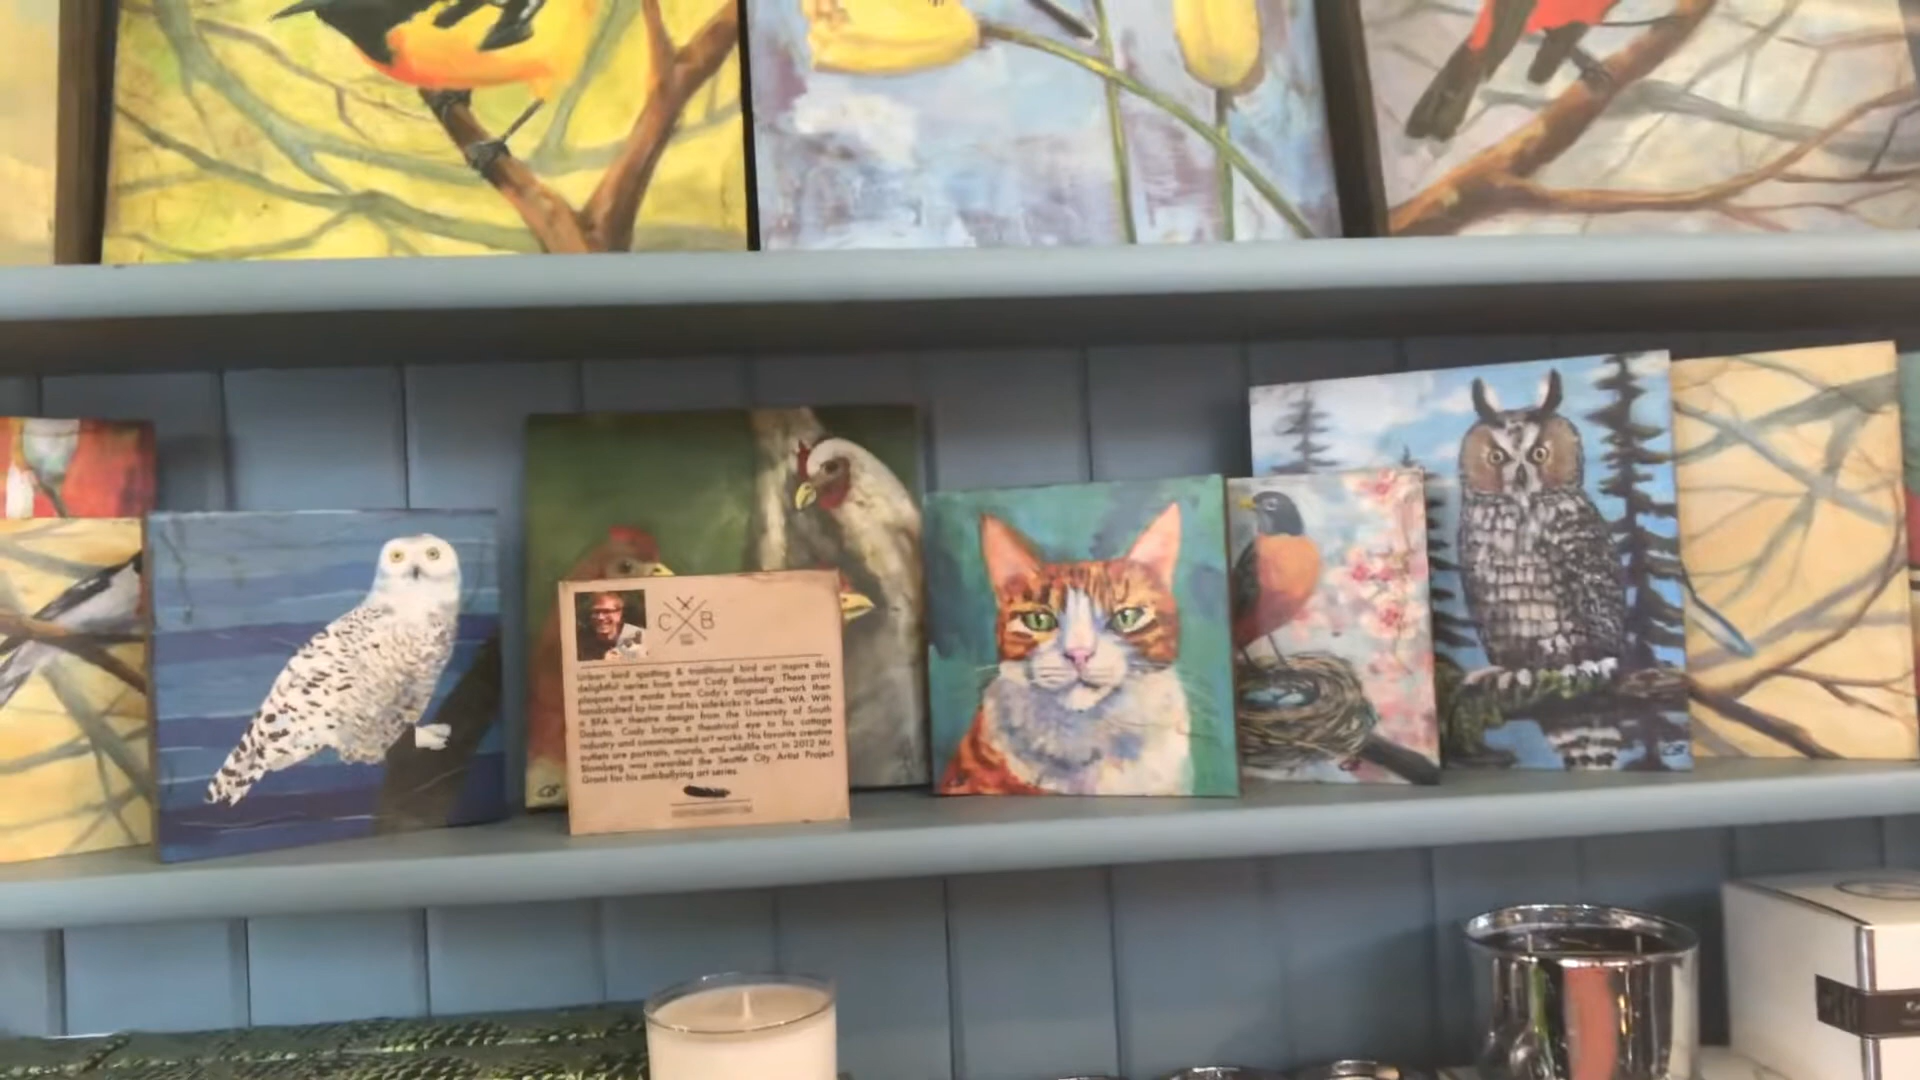 C B
Urban bird spotting & traditional bird art inspire this
delightful series from artist Cody Blomberg. These print
plaques are made from Cody's original artwork then
handcrafted by him and his sidekicks in Seattle, WA. With
a BFA in theatre design from the University of South
Dakota, Cody brings a theatrical eye to his cottage
industry and commissioned art works. His favorite creative
outlets are portraits, murals, and wildlife art. In 2012 Mr.
Blomberg was awarded the Seattle City Artist Project
Grant for his anti-bullying art series.
CB
CB